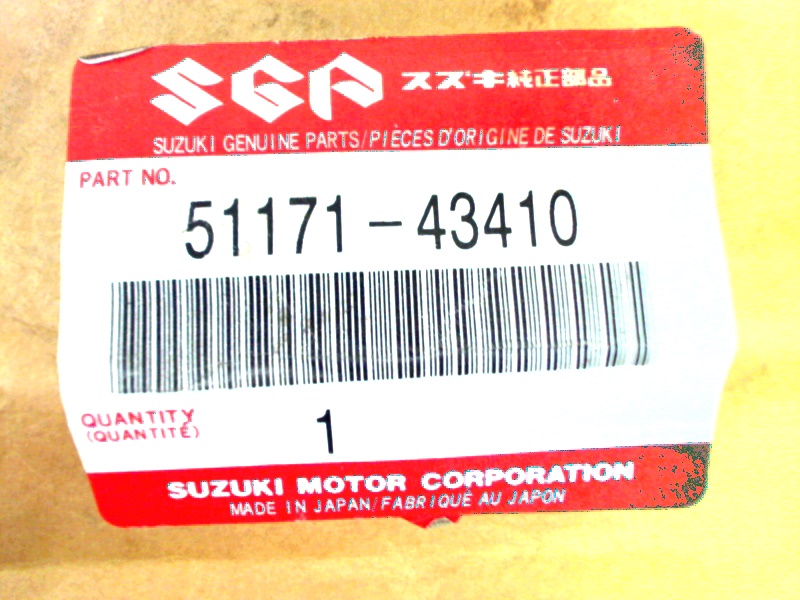 SGP スズキ純正部品
SUZUKI GENUINE PARTS/PIÈCES D'ORIGINE DE SUZUKI
PART NO.
51171-43410
QUANTITY
(QUANTITÉ)
1
SUZUKI MOTOR CORPORATION
MADE IN JAPAN/FABRIQUÉ AU JAPON